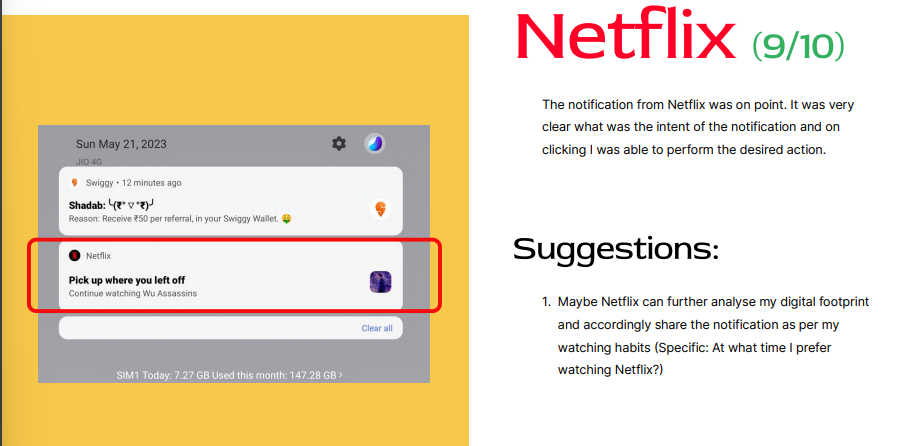 Netflix (9/10)
The notification from Netflix was on point. It was very
clear what was the intent of the notification and on
clicking I was able to perform the desired action.
Sun May 21, 2023
JIO 4G
Swiggy • 12 minutes ago
Shadab: ╰(₹˚▽˚₹)╯
Reason: Receive ₹50 per referral, in your Swiggy Wallet. 🤑
Netflix
Pick up where you left off
Continue watching Wu Assassins
Clear all
SIM1 Today: 7.27 GB Used this month: 147.28 GB ›
Suggestions:
1. Maybe Netflix can further analyse my digital footprint
and accordingly share the notification as per my
watching habits (Specific: At what time I prefer
watching Netflix?)